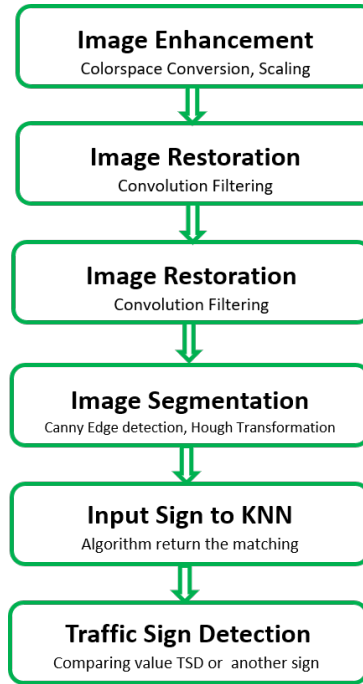 Image Enhancement
Colorspace Conversion, Scaling
Image Restoration
Convolution Filtering
Image Restoration
Convolution Filtering
Image Segmentation
Canny Edge detection, Hough Transformation
Input Sign to KNN
Algorithm return the matching
Traffic Sign Detection
Comparing value TSD or another sign